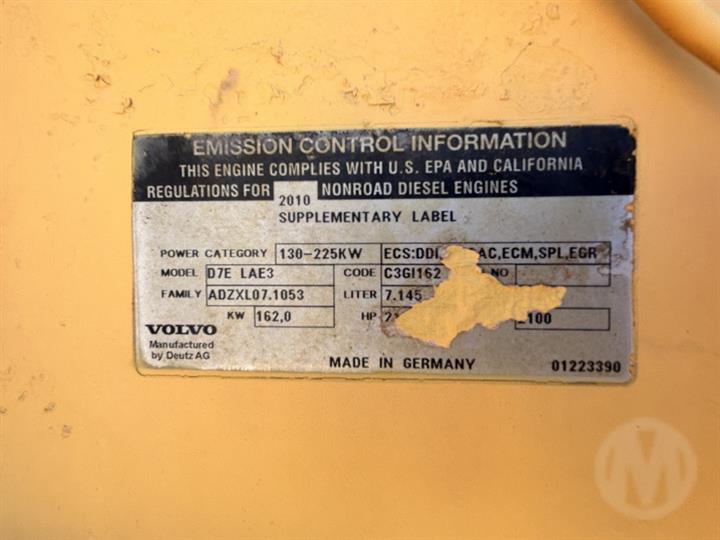 EMISSION CONTROL INFORMATION
THIS ENGINE COMPLIES WITH U.S. EPA AND CALIFORNIA
REGULATIONS FOR 2010 NONROAD DIESEL ENGINES
SUPPLEMENTARY LABEL
POWER CATEGORY 130-225KW ECS:DDI, AC,ECM,SPL,EGR
MODEL D7E LAE3 CODE C3GI162 NO
FAMILY ADZXL07.1053 LITER 7.145
KW 162,0 HP 100
VOLVO
Manufactured
by Deutz AG
MADE IN GERMANY 01223390
M